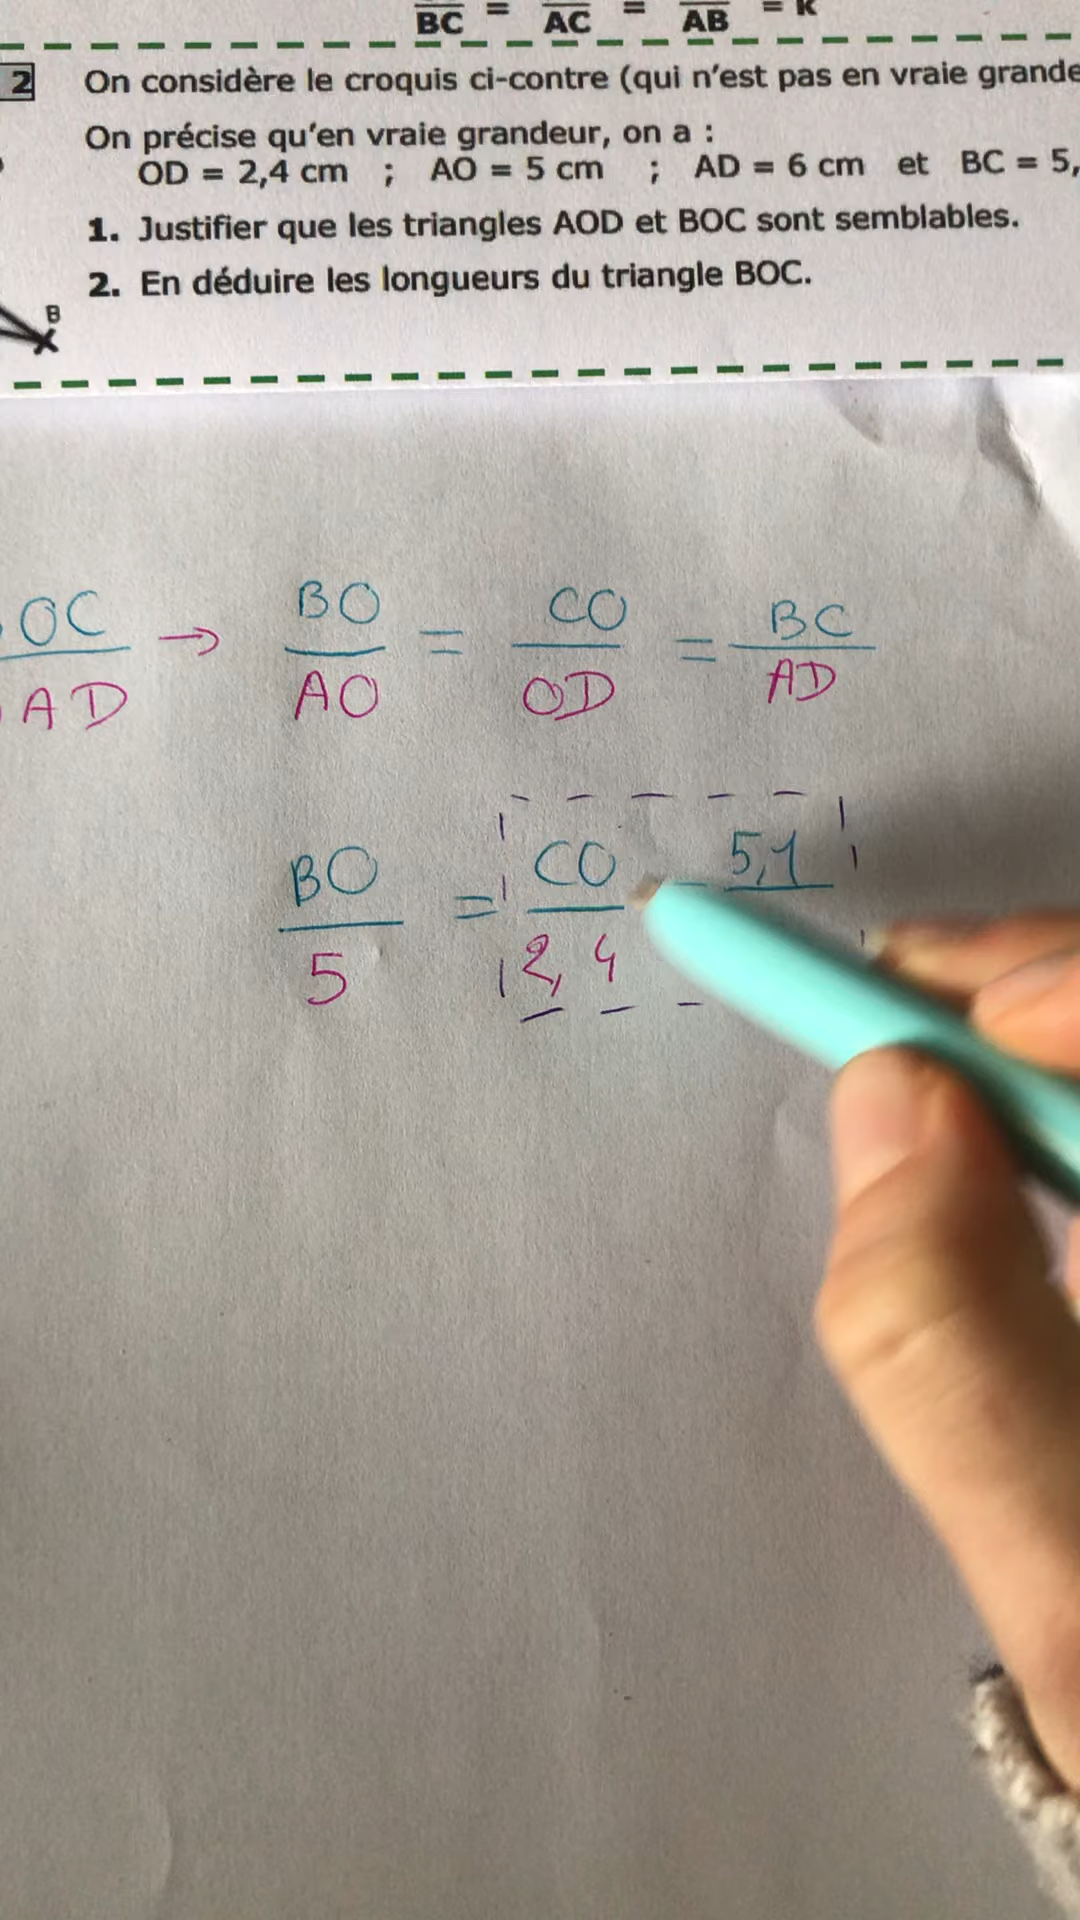 BC = AC = AB = K
2 On considère le croquis ci-contre (qui n'est pas en vraie grande
On précise qu'en vraie grandeur, on a :
OD = 2,4 cm ; AO = 5 cm ; AD = 6 cm et BC = 5,
1. Justifier que les triangles AOD et BOC sont semblables.
2. En déduire les longueurs du triangle BOC.
B
OC BO CO BC
→ = =
AD AO OD AD
BO CO 5,1
=
5 2,4